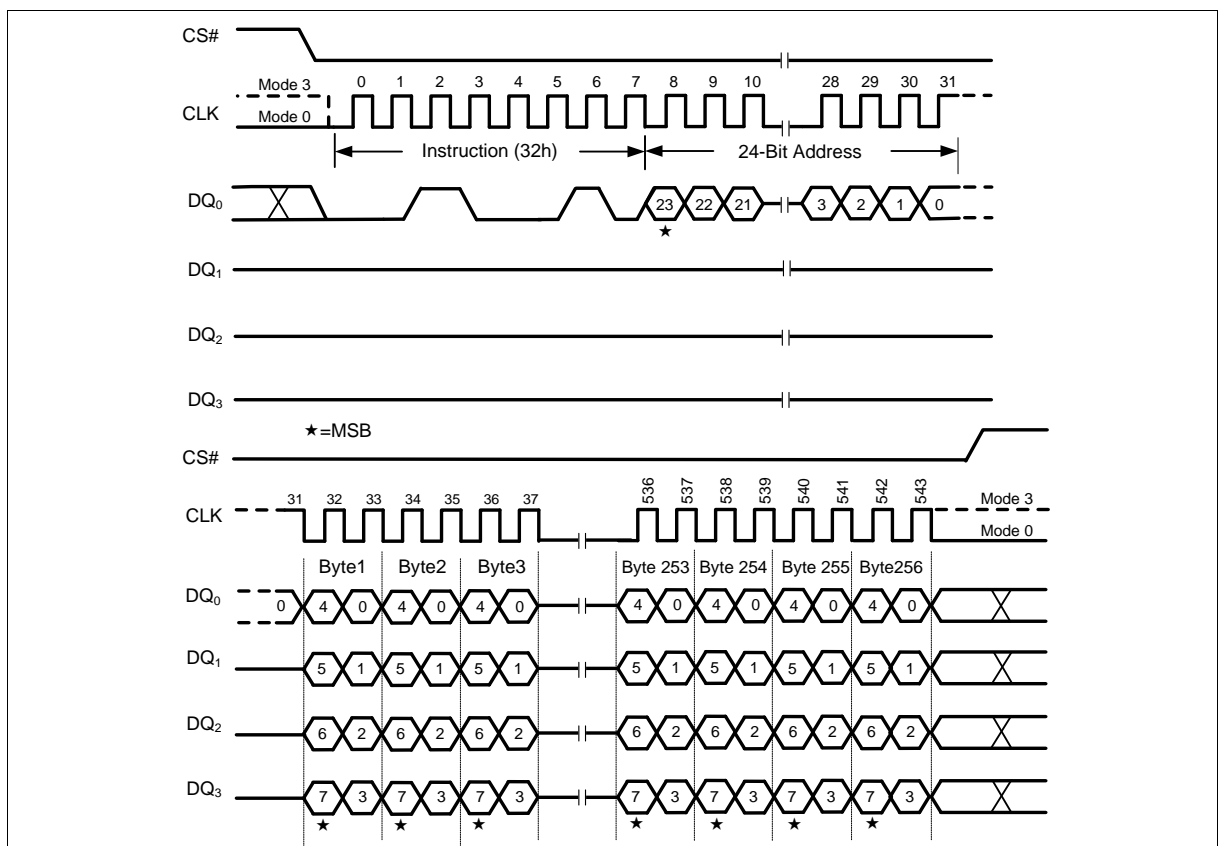 CS#
Mode 3
0 1 2 3 4 5 6 7 8 9 10 28 29 30 31
CLK
Mode 0
Instruction (32h) 24-Bit Address
DQ0
23 22 21 3 2 1 0
★
DQ1
DQ2
DQ3
★=MSB
CS#
31 32 33 34 35 36 37 536 537 538 539 540 541 542 543
Mode 3
CLK
Mode 0
Byte1 Byte2 Byte3 Byte 253 Byte 254 Byte 255 Byte256
DQ0
0 4 0 4 0 4 0 4 0 4 0 4 0 4 0
DQ1
5 1 5 1 5 1 5 1 5 1 5 1 5 1
DQ2
6 2 6 2 6 2 6 2 6 2 6 2 6 2
DQ3
7 3 7 3 7 3 7 3 7 3 7 3 7 3
★ ★ ★ ★ ★ ★ ★